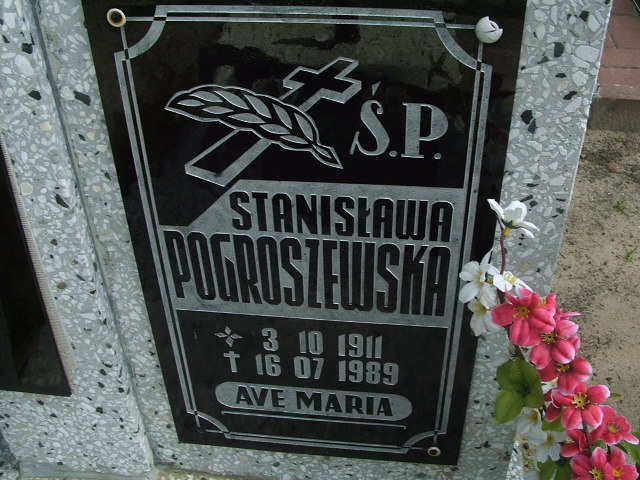 Ś.P.
STANISŁAWA
POGROSZEWSKA
3 10 1911
✝ 16 07 1989
AVE MARIA